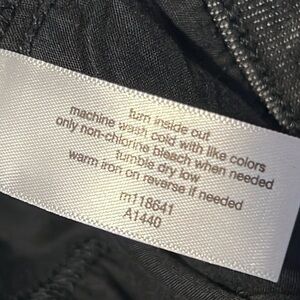 turn inside out
machine wash cold with like colors
only non-chlorine bleach when needed
tumble dry low
warm iron on reverse if needed
m118641
A1440